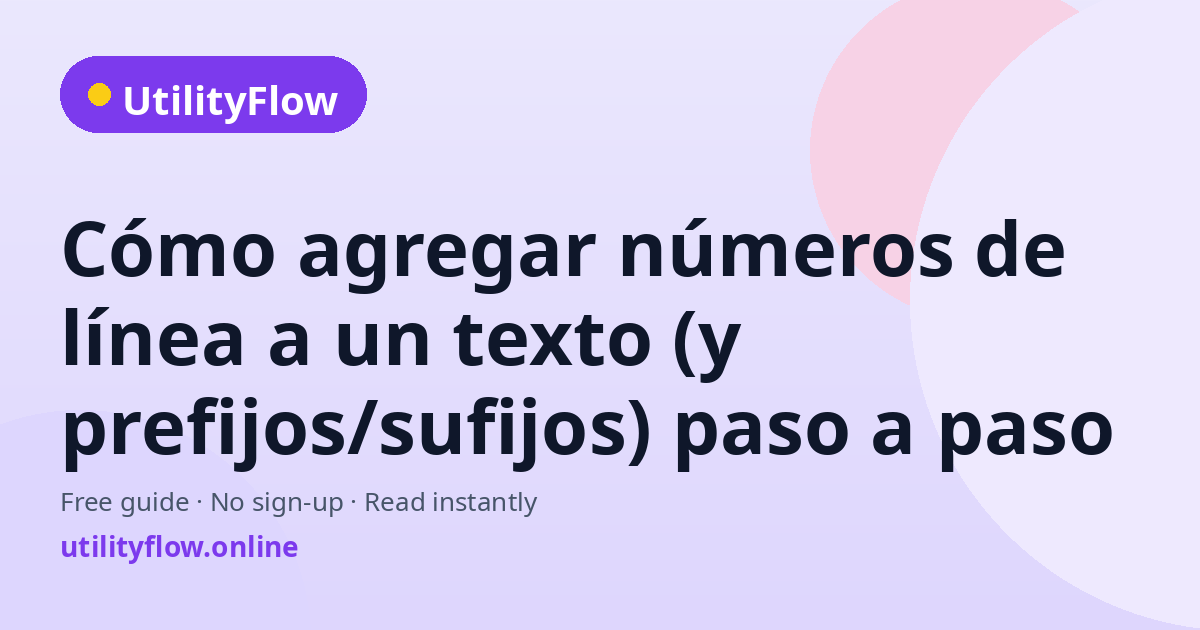 UtilityFlow
Cómo agregar números de
línea a un texto (y
prefijos/sufijos) paso a paso
Free guide · No sign-up · Read instantly
utilityflow.online